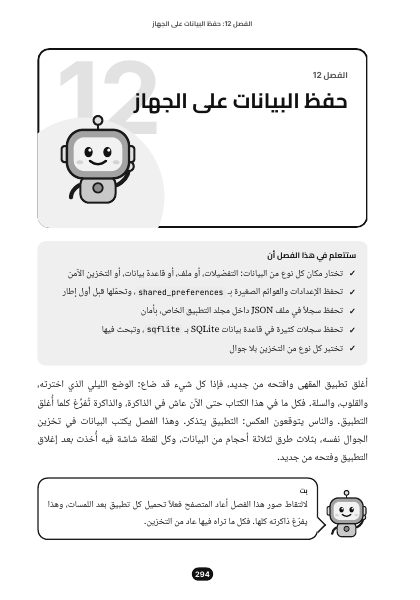 الفصل 12: حفظ البيانات على الجهاز
12
الفصل 12
حفظ البيانات على الجهاز
ستتعلم في هذا الفصل أن
✔ تختار مكان كل نوع من البيانات: التفضيلات، أو ملف، أو قاعدة بيانات، أو التخزين الآمن
✔ تحفظ الإعدادات والقوائم الصغيرة بـ shared_preferences، وتحمّلها قبل أول إطار
✔ تحفظ سجلاً في ملف JSON داخل مجلد التطبيق الخاص، بأمان
✔ تحفظ سجلات كثيرة في قاعدة بيانات SQLite بـ sqflite، وتبحث فيها
✔ تختبر كل نوع من التخزين بلا جوال
أغلق تطبيق المقهى وافتحه من جديد، فإذا كل شيء قد ضاع: الوضع الليلي الذي اخترته،
والقلوب، والسلة. فكل ما في هذا الكتاب حتى الآن عاش في الذاكرة، والذاكرة تُفرَّغ كلما أُغلق
التطبيق. والناس يتوقعون العكس: التطبيق يتذكر. وهذا الفصل يكتب البيانات في تخزين
الجوال نفسه، بثلاث طرق لثلاثة أحجام من البيانات، وكل لقطة شاشة فيه أُخذت بعد إغلاق
التطبيق وفتحه من جديد.
بت
لالتقاط صور هذا الفصل أعاد المتصفح فعلاً تحميل كل تطبيق بعد اللمسات، وهذا
يفرّغ ذاكرته كلها. فكل ما تراه فيها عاد من التخزين.
294